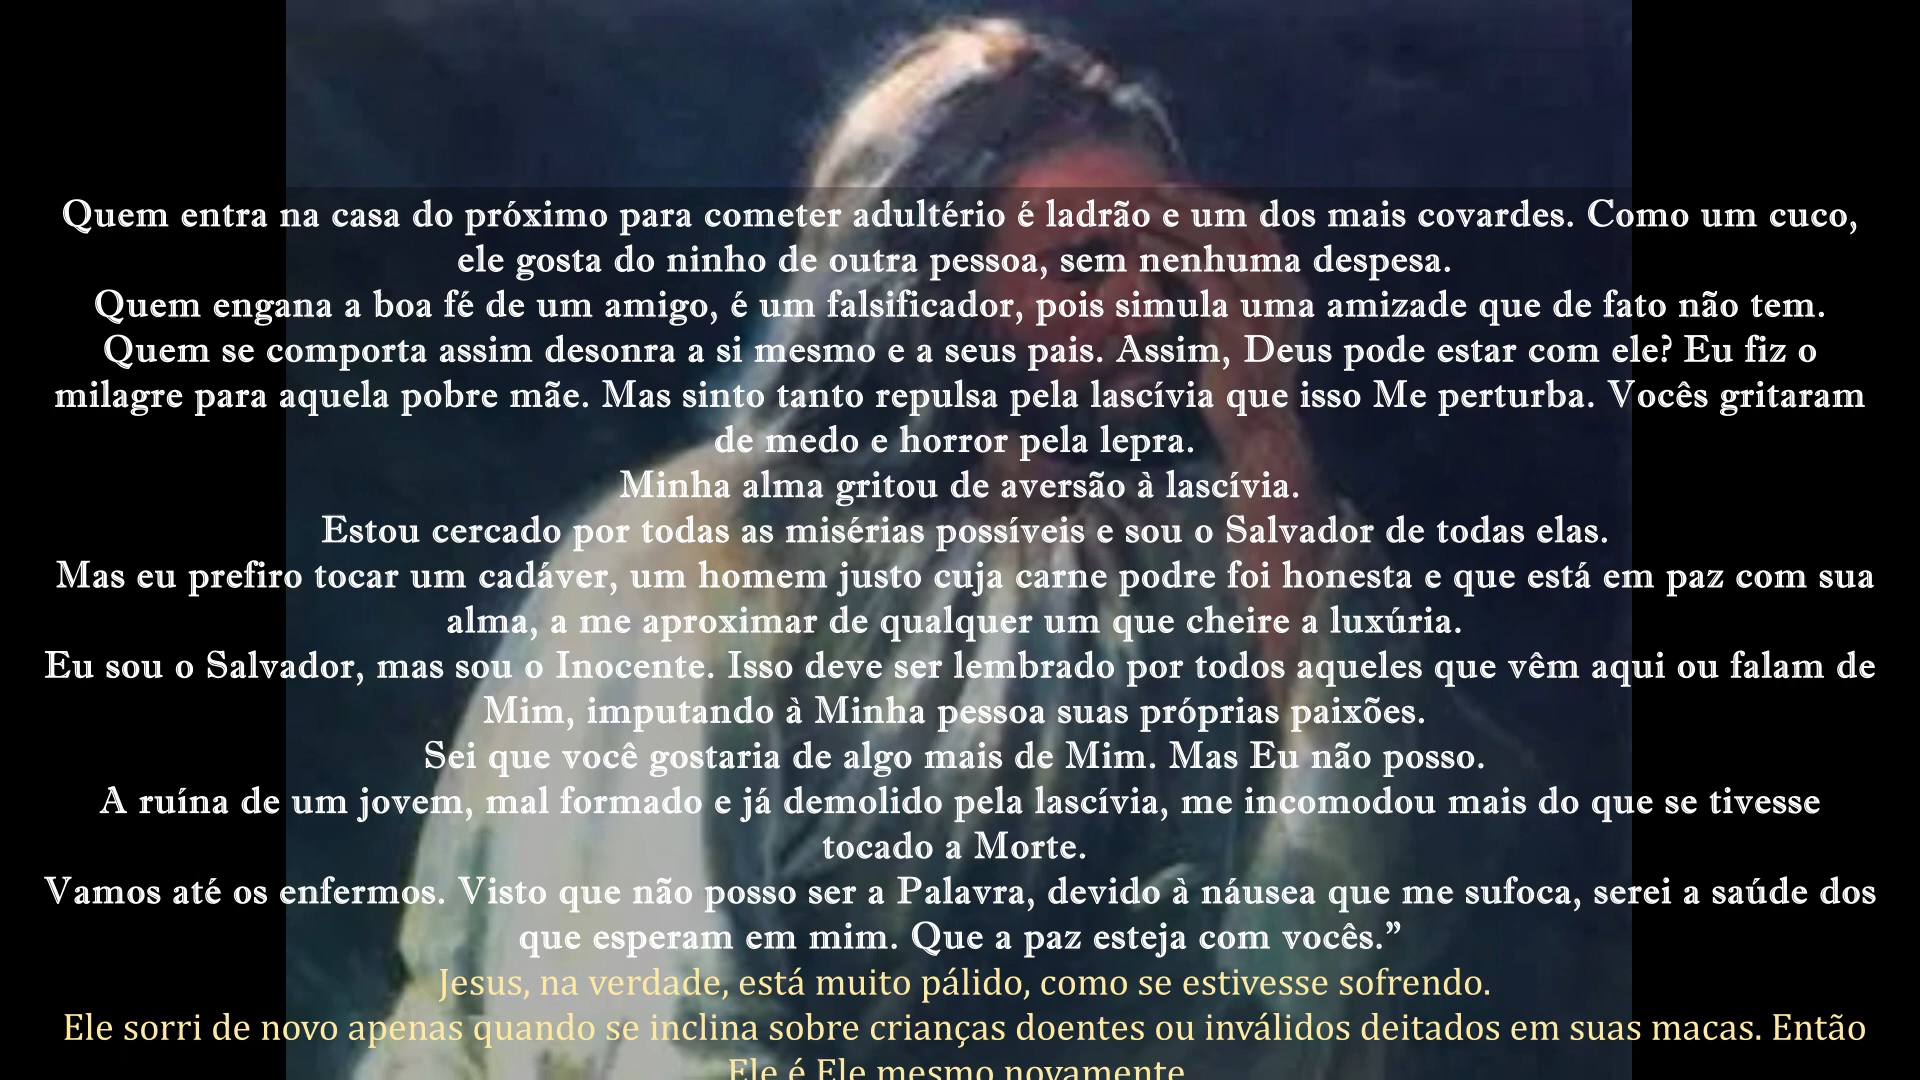 Quem entra na casa do próximo para cometer adultério é ladrão e um dos mais covardes. Como um cuco,
ele gosta do ninho de outra pessoa, sem nenhuma despesa.
Quem engana a boa fé de um amigo, é um falsificador, pois simula uma amizade que de fato não tem.
Quem se comporta assim desonra a si mesmo e a seus pais. Assim, Deus pode estar com ele? Eu fiz o
milagre para aquela pobre mãe. Mas sinto tanto repulsa pela lascívia que isso Me perturba. Vocês gritaram
de medo e horror pela lepra.
Minha alma gritou de aversão à lascívia.
Estou cercado por todas as misérias possíveis e sou o Salvador de todas elas.
Mas eu prefiro tocar um cadáver, um homem justo cuja carne podre foi honesta e que está em paz com sua
alma, a me aproximar de qualquer um que cheire a luxúria.
Eu sou o Salvador, mas sou o Inocente. Isso deve ser lembrado por todos aqueles que vêm aqui ou falam de
Mim, imputando à Minha pessoa suas próprias paixões.
Sei que você gostaria de algo mais de Mim. Mas Eu não posso.
A ruína de um jovem, mal formado e já demolido pela lascívia, me incomodou mais do que se tivesse
tocado a Morte.
Vamos até os enfermos. Visto que não posso ser a Palavra, devido à náusea que me sufoca, serei a saúde dos
que esperam em mim. Que a paz esteja com vocês.”
Jesus, na verdade, está muito pálido, como se estivesse sofrendo.
Ele sorri de novo apenas quando se inclina sobre crianças doentes ou inválidos deitados em suas macas. Então
Ele é Ele mesmo novamente